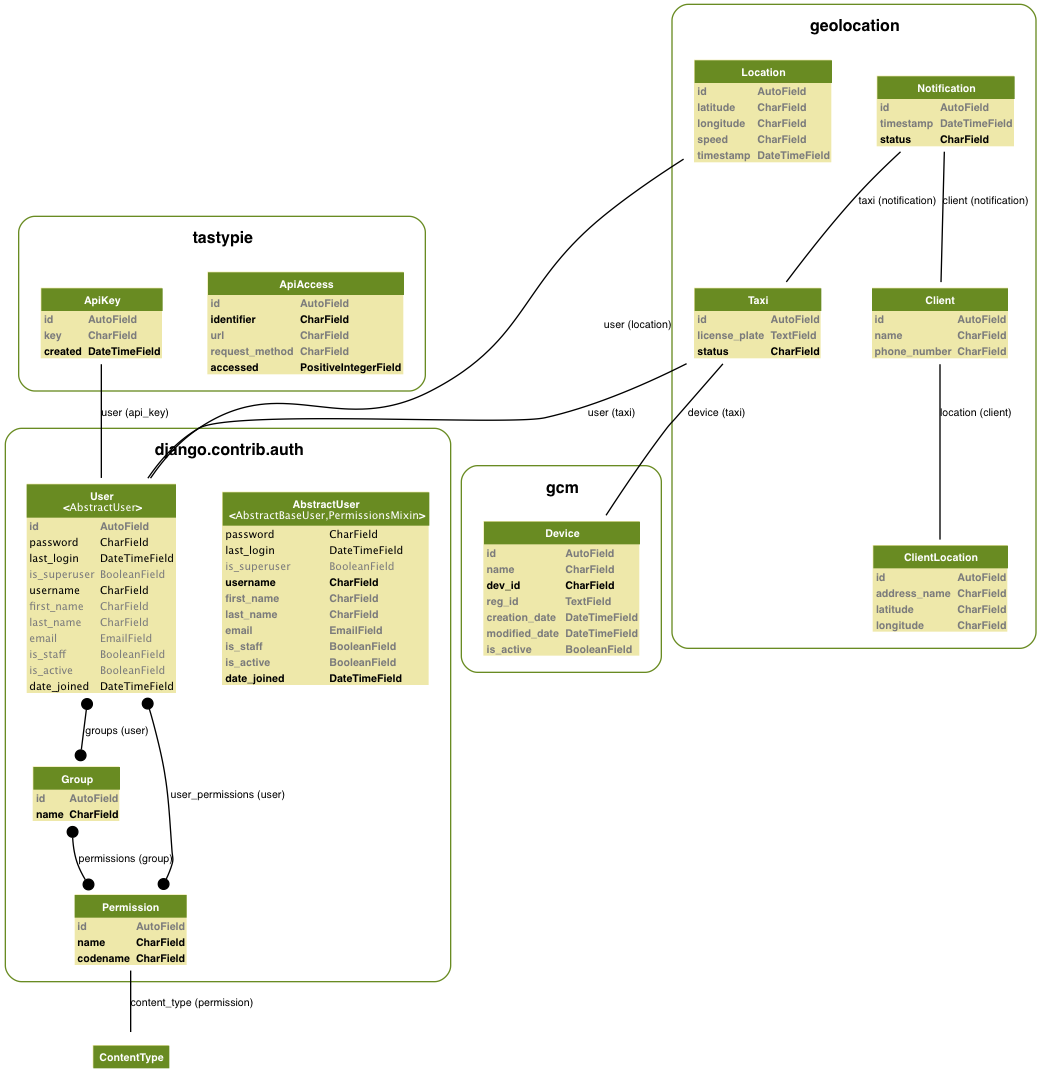 geolocation
Location
id AutoField
latitude CharField
longitude CharField
speed CharField
timestamp DateTimeField
Notification
id AutoField
timestamp DateTimeField
status CharField
taxi (notification)
client (notification)
tastypie
ApiKey
id AutoField
key CharField
created DateTimeField
ApiAccess
id AutoField
identifier CharField
url CharField
request_method CharField
accessed PositiveIntegerField
Taxi
id AutoField
license_plate TextField
status CharField
Client
id AutoField
name CharField
phone_number CharField
user (location)
user (api_key)
user (taxi)
device (taxi)
location (client)
django.contrib.auth
User
<AbstractUser>
id AutoField
password CharField
last_login DateTimeField
is_superuser BooleanField
username CharField
first_name CharField
last_name CharField
email EmailField
is_staff BooleanField
is_active BooleanField
date_joined DateTimeField
AbstractUser
<AbstractBaseUser,PermissionsMixin>
password CharField
last_login DateTimeField
is_superuser BooleanField
username CharField
first_name CharField
last_name CharField
email EmailField
is_staff BooleanField
is_active BooleanField
date_joined DateTimeField
gcm
Device
id AutoField
name CharField
dev_id CharField
reg_id TextField
creation_date DateTimeField
modified_date DateTimeField
is_active BooleanField
ClientLocation
id AutoField
address_name CharField
latitude CharField
longitude CharField
groups (user)
Group
id AutoField
name CharField
user_permissions (user)
permissions (group)
Permission
id AutoField
name CharField
codename CharField
content_type (permission)
ContentType